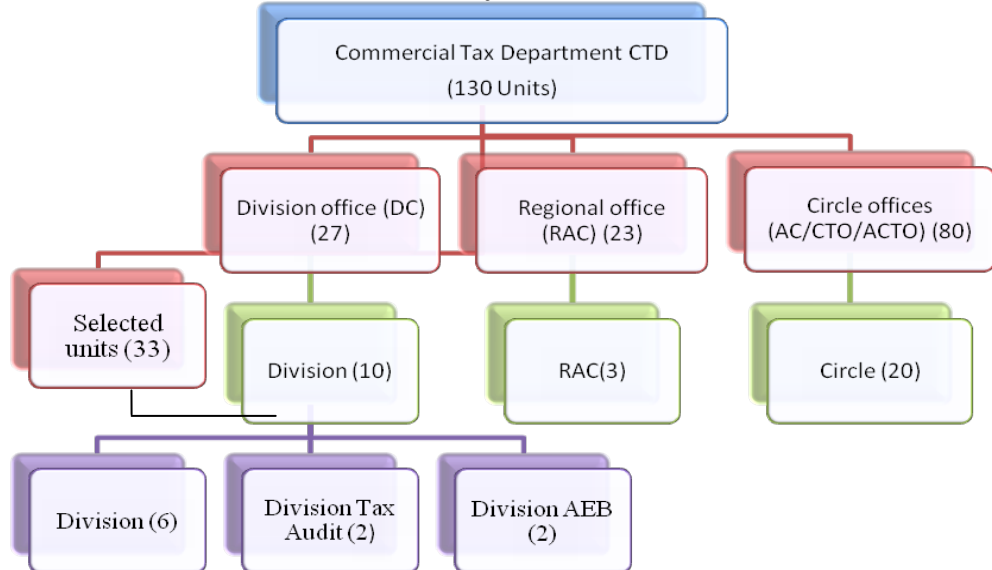 Commercial Tax Department CTD
(130 Units)
Division office (DC)
(27)
Regional office
(RAC) (23)
Circle offices
(AC/CTO/ACTO) (80)
Selected
units (33)
Division (10)
RAC(3)
Circle (20)
Division (6)
Division Tax
Audit (2)
Division AEB
(2)